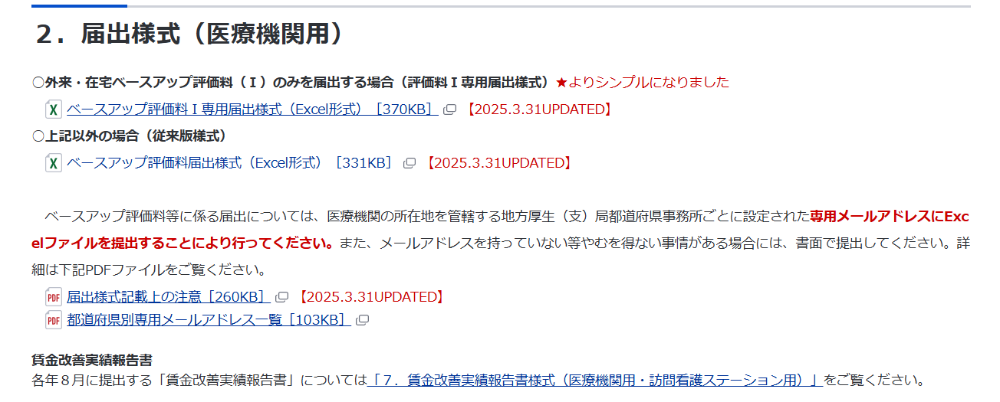 ２．届出様式（医療機関用）
○外来・在宅ベースアップ評価料（Ⅰ）のみを届出する場合（評価料Ⅰ専用届出様式）★よりシンプルになりました
ベースアップ評価料Ⅰ専用届出様式（Excel形式）［370KB］ 【2025.3.31UPDATED】
○上記以外の場合（従来版様式）
ベースアップ評価料届出様式（Excel形式）［331KB］ 【2025.3.31UPDATED】
ベースアップ評価料等に係る届出については、医療機関の所在地を管轄する地方厚生（支）局都道府県事務所ごとに設定された専用メールアドレスにExc
elファイルを提出することにより行ってください。また、メールアドレスを持っていない等やむを得ない事情がある場合には、書面で提出してください。詳
細は下記PDFファイルをご覧ください。
届出様式記載上の注意［260KB］ 【2025.3.31UPDATED】
都道府県別専用メールアドレス一覧［103KB］
賃金改善実績報告書
各年８月に提出する「賃金改善実績報告書」については「７．賃金改善実績報告書様式（医療機関用・訪問看護ステーション用）」をご覧ください。